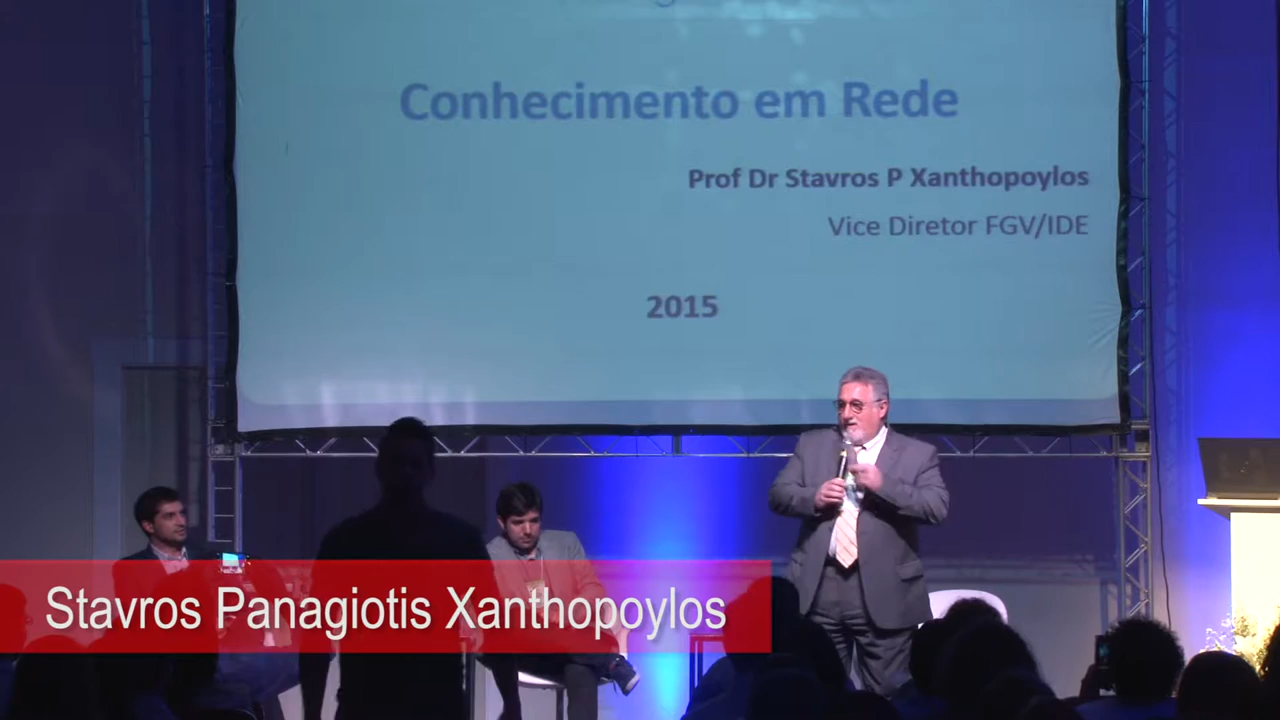 Conhecimento em Rede
Prof Dr Stavros P Xanthopoylos
Vice Diretor FGV/IDE
2015
Stavros Panagiotis Xanthopoylos